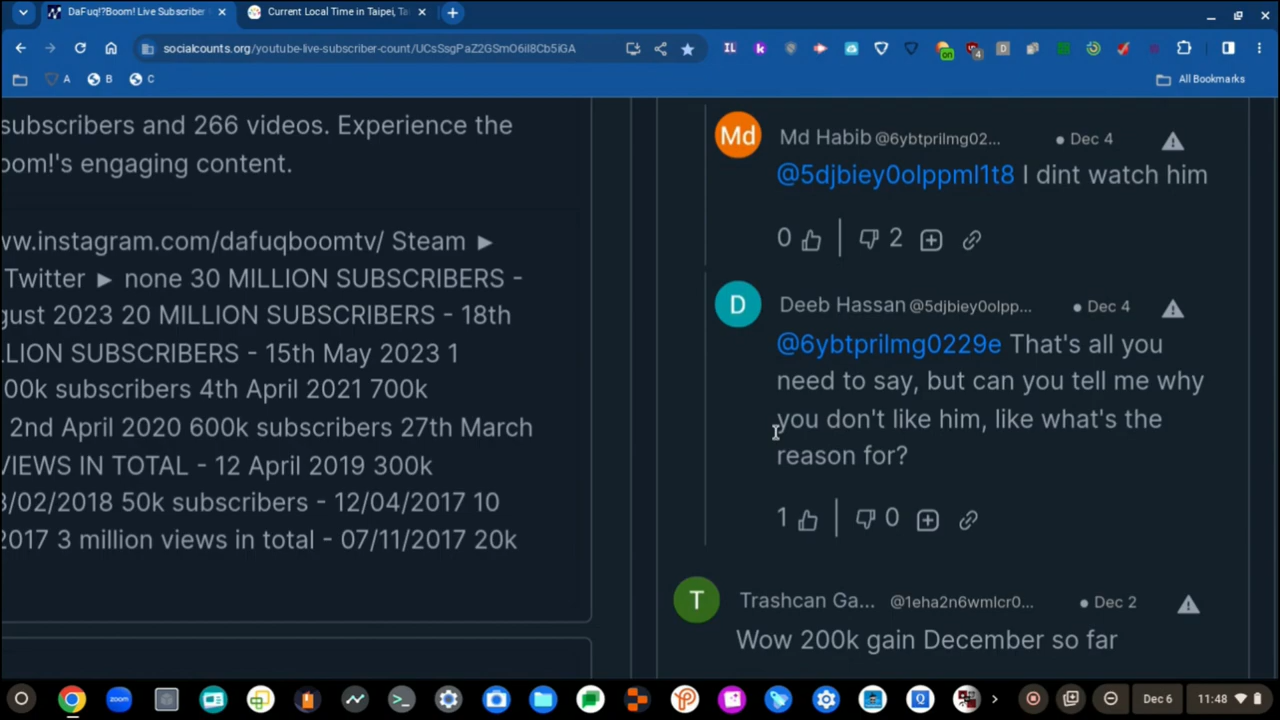 DaFuq!?Boom! Live Subscriber
Current Local Time in Taipei, Ta
socialcounts.org/youtube-live-subscriber-count/UCsSsgPaZ2GSmO6il8Cb5iGA
A
B
C
All Bookmarks
subscribers and 266 videos. Experience the
oom!'s engaging content.
ww.instagram.com/dafuqboomtv/ Steam ►
Twitter ► none 30 MILLION SUBSCRIBERS -
gust 2023 20 MILLION SUBSCRIBERS - 18th
LLION SUBSCRIBERS - 15th May 2023 1
00k subscribers 4th April 2021 700k
2nd April 2020 600k subscribers 27th March
VIEWS IN TOTAL - 12 April 2019 300k
8/02/2018 50k subscribers - 12/04/2017 10
2017 3 million views in total - 07/11/2017 20k
Md
Md Habib @6ybtprilmg02... • Dec 4
@5djbiey0olppml1t8 I dint watch him
0 2
D
Deeb Hassan @5djbiey0olpp... • Dec 4
@6ybtprilmg0229e That's all you
need to say, but can you tell me why
you don't like him, like what's the
reason for?
1 0
T
Trashcan Ga... @1eha2n6wmlcr0... • Dec 2
Wow 200k gain December so far
zoom
Dec 6
11:48